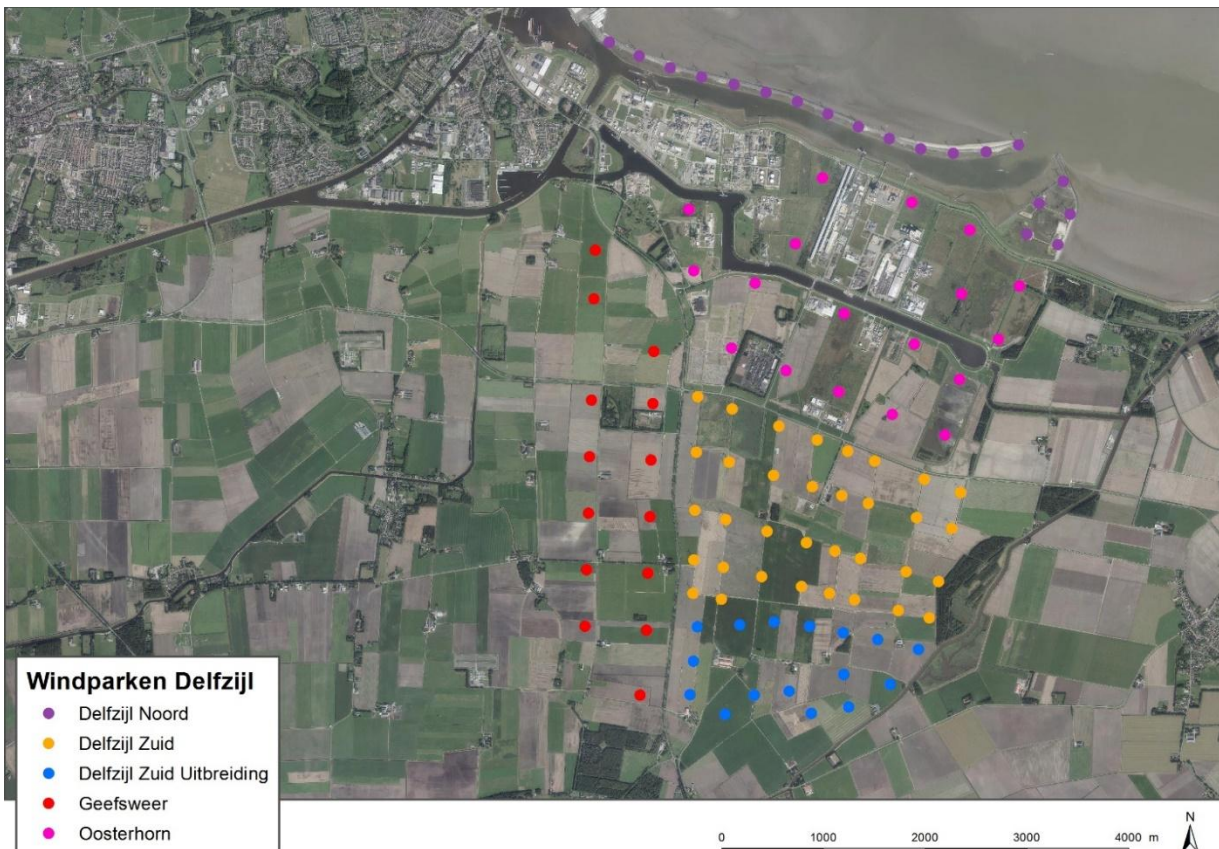 Windparken Delfzijl
Delfzijl Noord
Delfzijl Zuid
Delfzijl Zuid Uitbreiding
Geefsweer
Oosterhorn
0 1000 2000 3000 4000 m
N